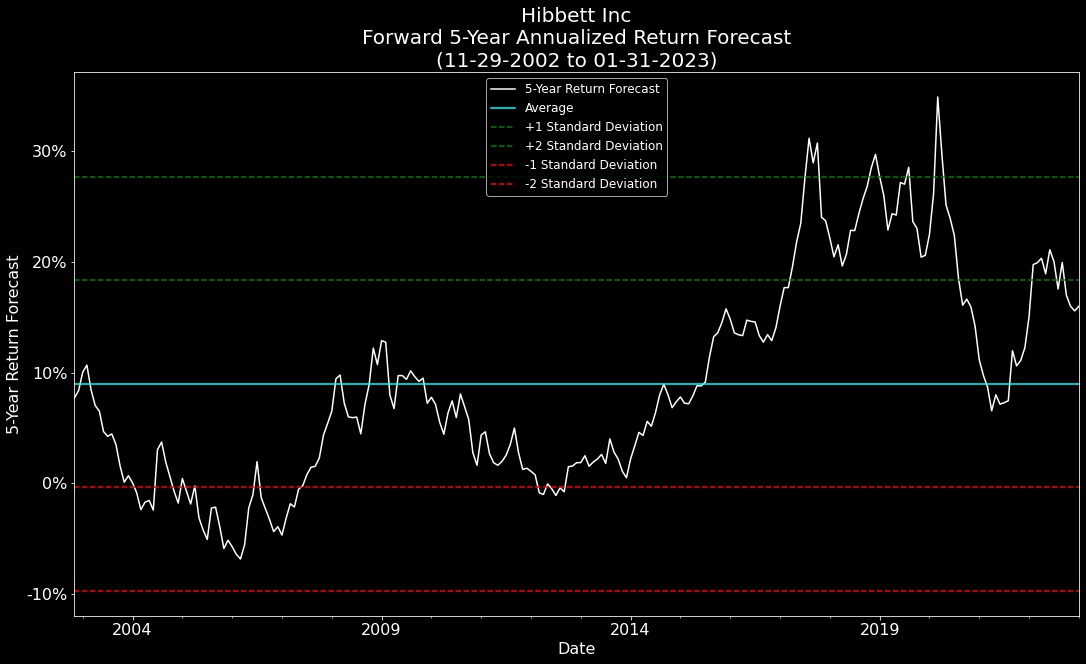 Hibbett Inc
Forward 5-Year Annualized Return Forecast
(11-29-2002 to 01-31-2023)
5-Year Return Forecast
Average
+1 Standard Deviation
+2 Standard Deviation
-1 Standard Deviation
-2 Standard Deviation
30%
20%
10%
0%
-10%
5-Year Return Forecast
2004
2009
2014
2019
Date